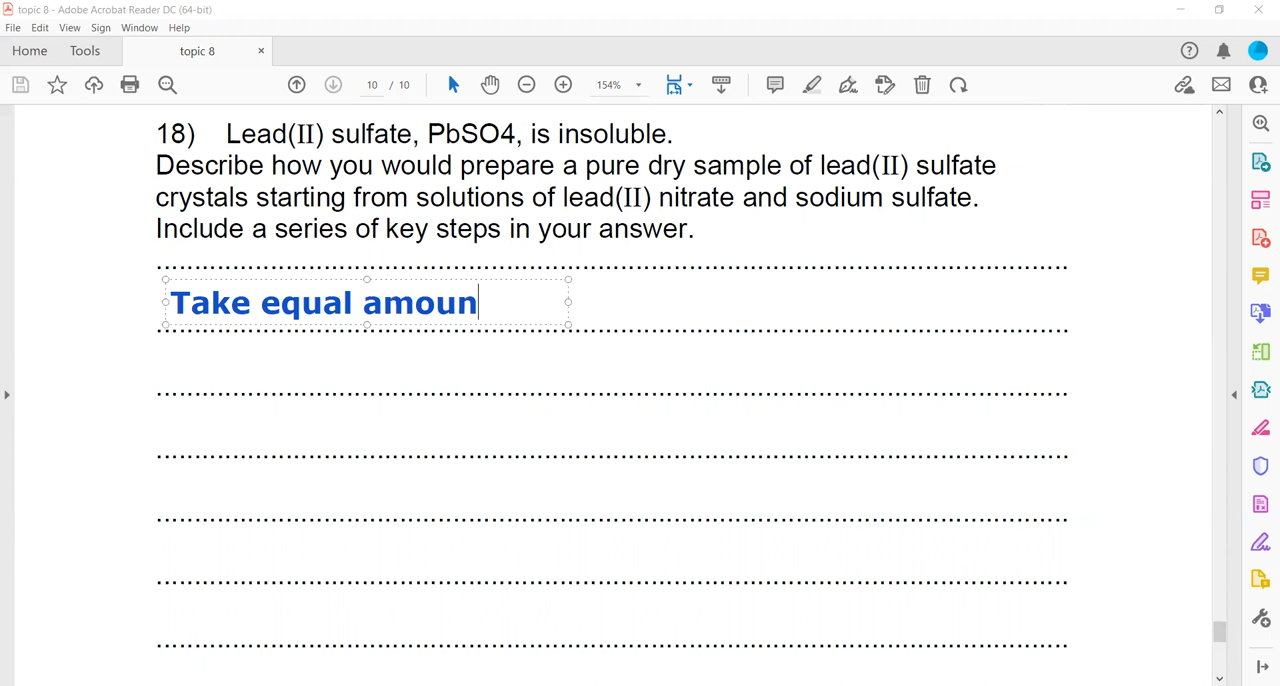 topic 8 - Adobe Acrobat Reader DC (64-bit)
File Edit View Sign Window Help
Home Tools topic 8 ×
10 / 10 154%
18) Lead(II) sulfate, PbSO4, is insoluble.
Describe how you would prepare a pure dry sample of lead(II) sulfate
crystals starting from solutions of lead(II) nitrate and sodium sulfate.
Include a series of key steps in your answer.
Take equal amoun